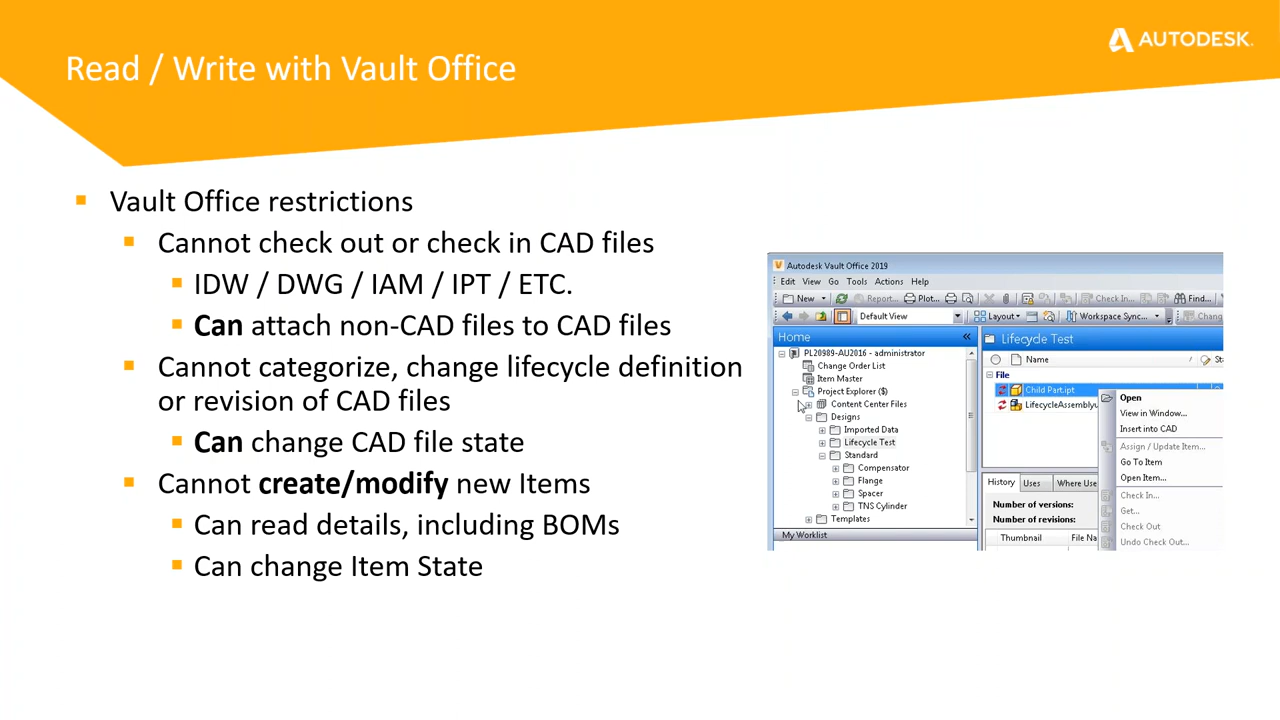 AUTODESK.
Read / Write with Vault Office
Vault Office restrictions
Cannot check out or check in CAD files
IDW / DWG / IAM / IPT / ETC.
Can attach non-CAD files to CAD files
Cannot categorize, change lifecycle definition
or revision of CAD files
Can change CAD file state
Cannot create/modify new Items
Can read details, including BOMs
Can change Item State
Autodesk Vault Office 2019
Edit View Go Tools Actions Help
New Report... Plot... Check In... Find...
Default View Layout Workspace Sync... Chang
Home
PL20989-AU2016 - administrator
Change Order List
Item Master
Project Explorer ($)
Content Center Files
Designs
Imported Data
Lifecycle Test
Standard
Compensator
Flange
Spacer
TNS Cylinder
Templates
My Worklist
Lifecycle Test
Name
File
Child Part.ipt
LifecycleAssembly
Open
View in Window...
Insert into CAD
Assign / Update Item...
Go To Item
Open Item...
Check In...
Get...
Check Out
Undo Check Out...
History Uses Where Use
Number of versions:
Number of revisions:
Thumbnail File Na